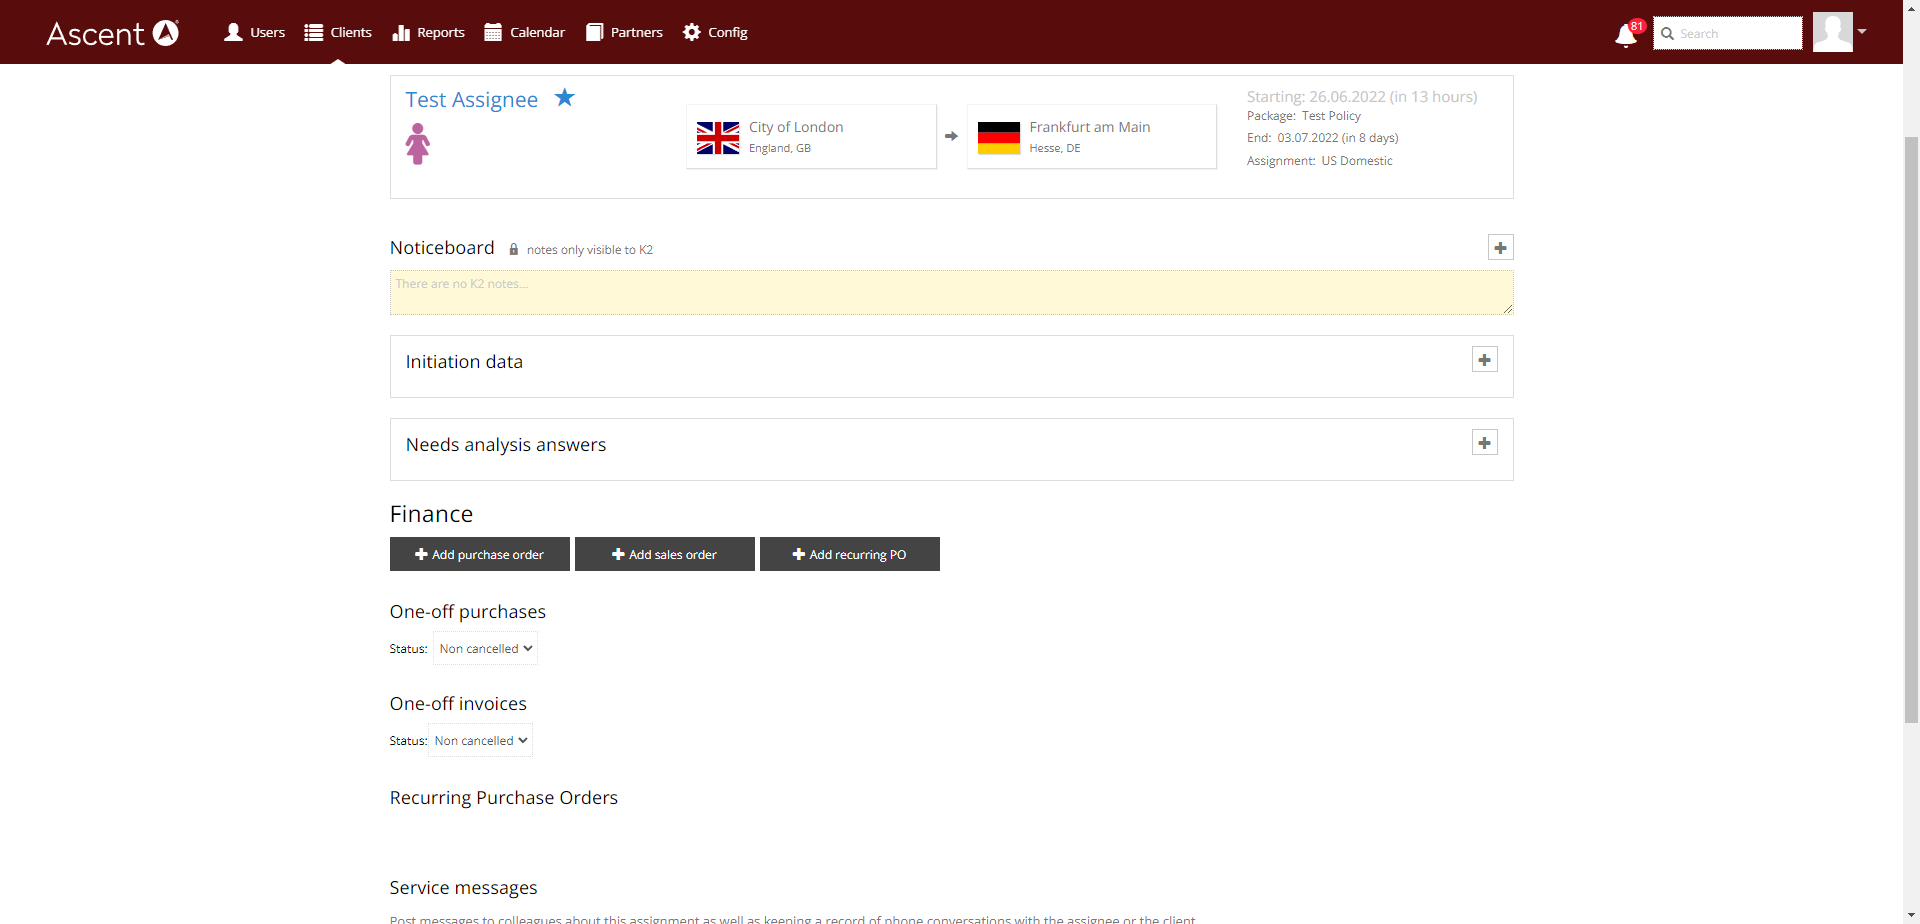 Ascent
Users
Clients
Reports
Calendar
Partners
Config
81
Search
Test Assignee
City of London
England, GB
Frankfurt am Main
Hesse, DE
Starting: 26.06.2022 (in 13 hours)
Package: Test Policy
End: 03.07.2022 (in 8 days)
Assignment: US Domestic
Noticeboard
notes only visible to K2
There are no K2 notes...
Initiation data
Needs analysis answers
Finance
Add purchase order
Add sales order
Add recurring PO
One-off purchases
Status: Non cancelled
One-off invoices
Status: Non cancelled
Recurring Purchase Orders
Service messages
Post messages to colleagues about this assignment as well as keeping a record of phone conversations with the assignee or the client